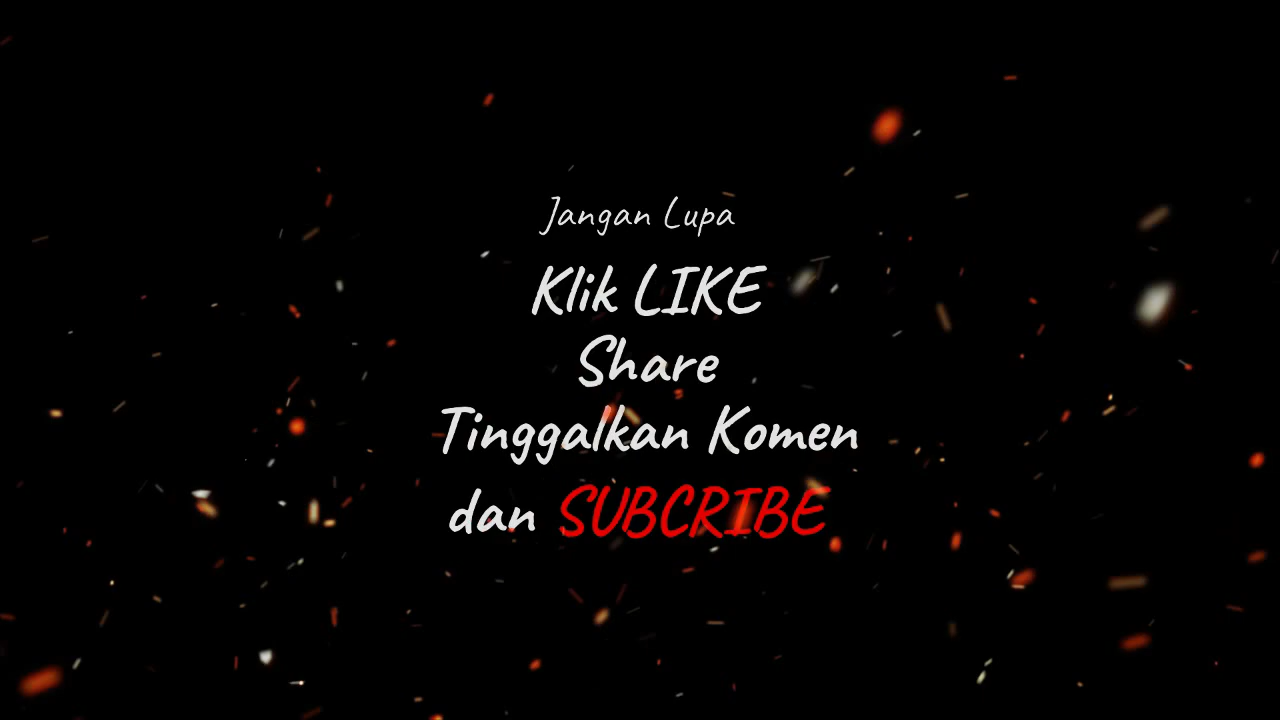 Jangan Lupa
Klik LIKE
Share
Tinggalkan Komen
dan SUBCRIBE